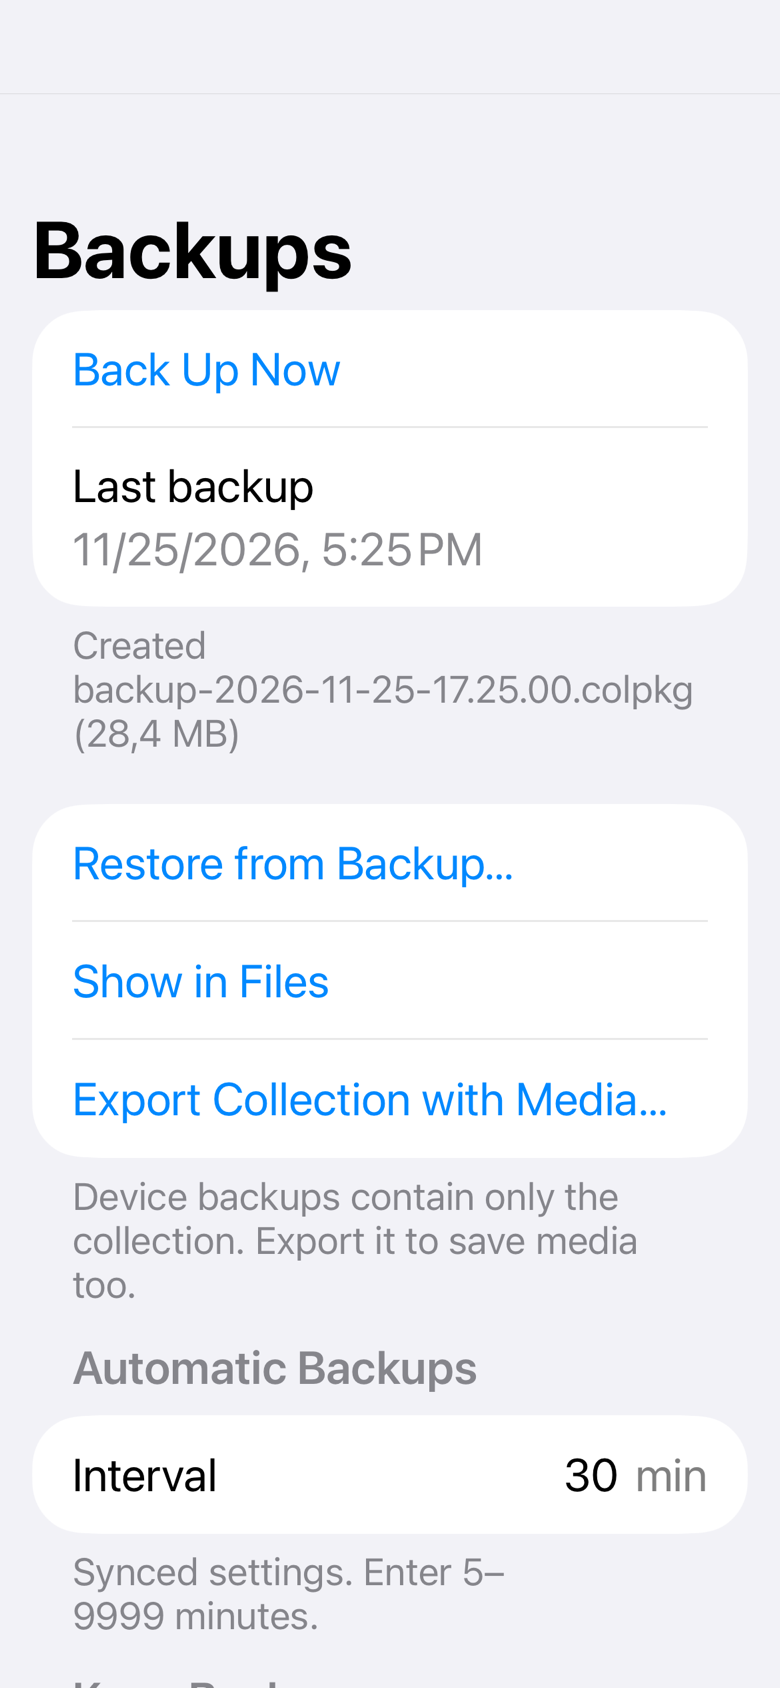 Backups
Back Up Now
Last backup
11/25/2026, 5:25 PM
Created
backup-2026-11-25-17.25.00.colpkg
(28,4 MB)
Restore from Backup...
Show in Files
Export Collection with Media...
Device backups contain only the
collection. Export it to save media
too.
Automatic Backups
Interval 30 min
Synced settings. Enter 5–
9999 minutes.